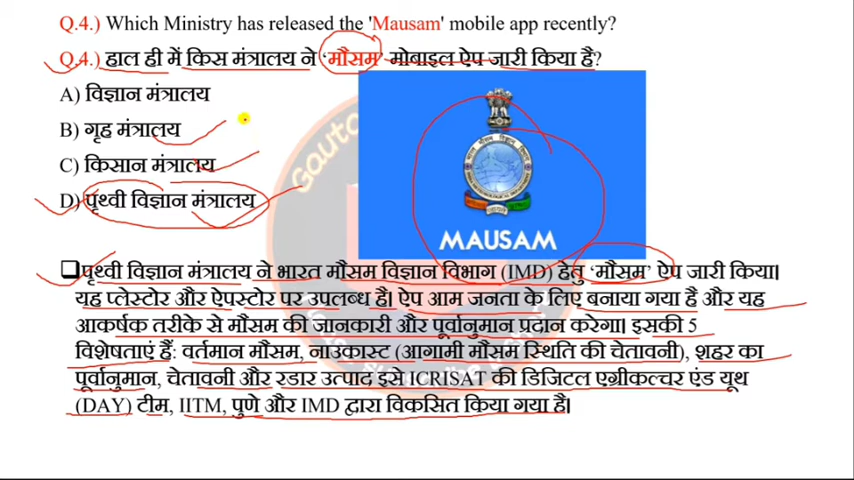 Q.4.) Which Ministry has released the 'Mausam' mobile app recently?
Q.4.) हाल ही में किस मंत्रालय ने 'मौसम' मोबाइल ऐप जारी किया है?
A) विज्ञान मंत्रालय
B) गृह मंत्रालय
C) किसान मंत्रालय
D) पृथ्वी विज्ञान मंत्रालय
MAUSAM
❑पृथ्वी विज्ञान मंत्रालय ने भारत मौसम विज्ञान विभाग (IMD) हेतु 'मौसम' ऐप जारी किया।
यह प्लेस्टोर और ऐपस्टोर पर उपलब्ध है। ऐप आम जनता के लिए बनाया गया है और यह
आकर्षक तरीके से मौसम की जानकारी और पूर्वानुमान प्रदान करेगा। इसकी 5
विशेषताएं हैं: वर्तमान मौसम, नाउकास्ट (आगामी मौसम स्थिति की चेतावनी), शहर का
पूर्वानुमान, चेतावनी और रडार उत्पाद इसे ICRISAT की डिजिटल एग्रीकल्चर एंड यूथ
(DAY) टीम, IITM, पुणे और IMD द्वारा विकसित किया गया है।